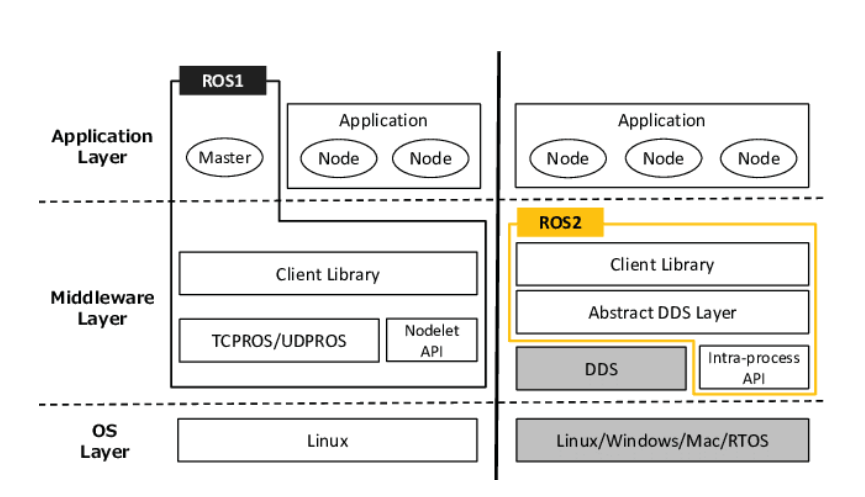 ROS1
Application
Layer
Master
Application
Node
Node
Application
Node
Node
Node
Middleware
Layer
Client Library
TCPROS/UDPROS
Nodelet
API
ROS2
Client Library
Abstract DDS Layer
DDS
Intra-process
API
OS
Layer
Linux
Linux/Windows/Mac/RTOS